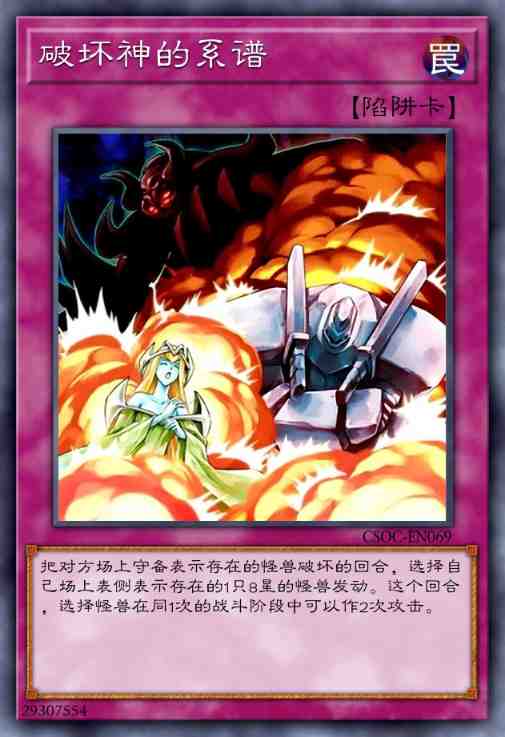 破坏神的系谱
罠
【陷阱卡】
CSOC-EN069
把对方场上守备表示存在的怪兽破坏的回合，选择自
己场上表侧表示存在的1只8星的怪兽发动。这个回合
，选择怪兽在同1次的战斗阶段中可以作2次攻击。
29307554